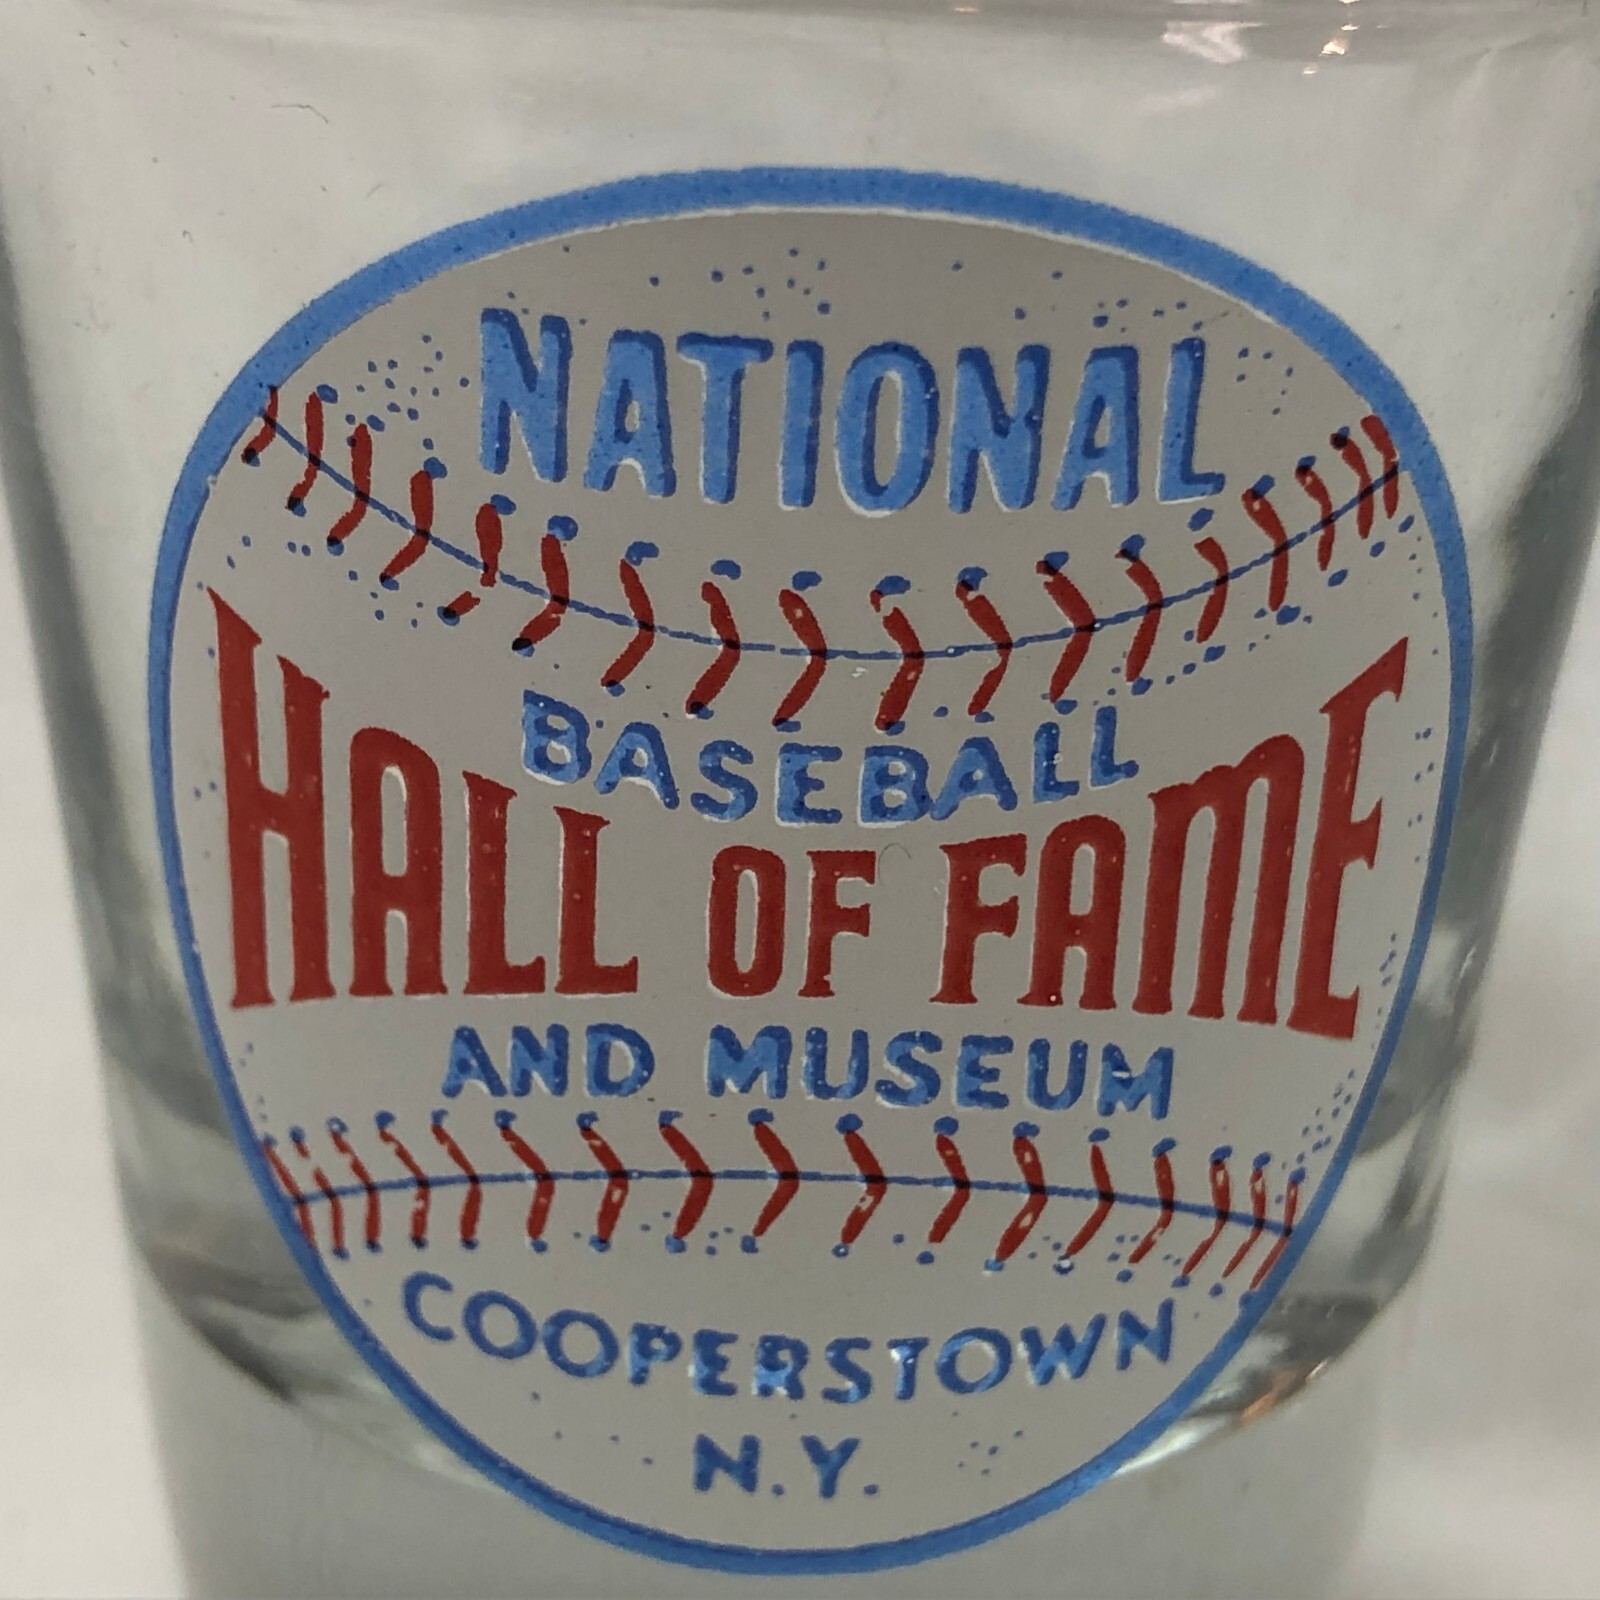 NATIONAL
BASEBALL
HALL OF FAME
AND MUSEUM
COOPERSTOWN
N.Y.